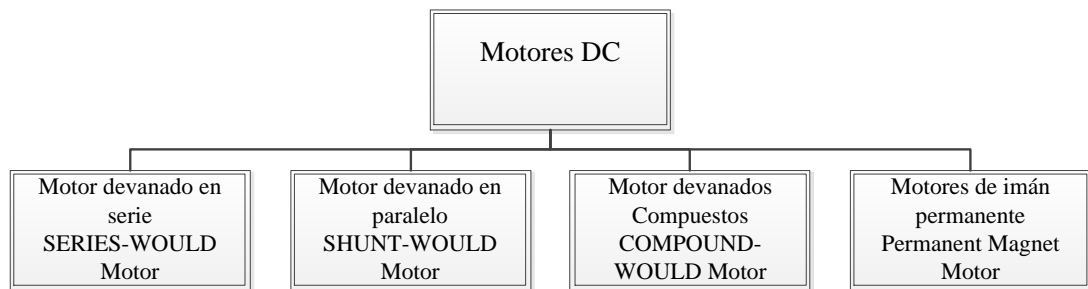 Motores DC
Motor devanado en
serie
SERIES-WOULD
Motor
Motor devanado en
paralelo
SHUNT-WOULD
Motor
Motor devanados
Compuestos
COMPOUND-
WOULD Motor
Motores de imán
permanente
Permanent Magnet
Motor